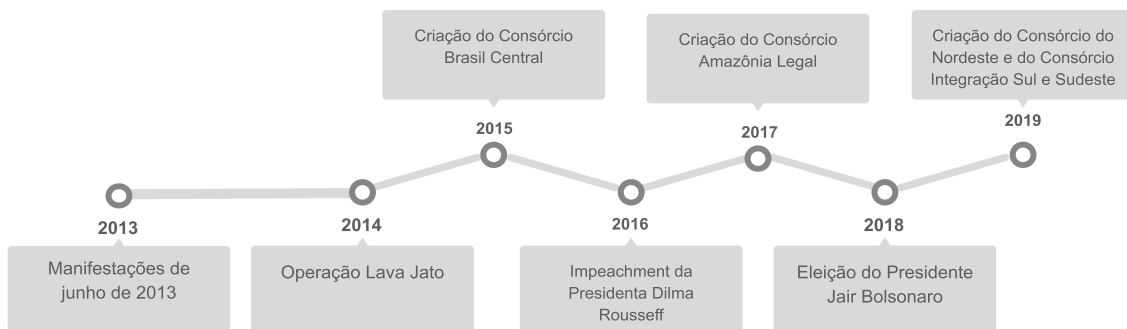 Criação do Consórcio
Brasil Central
2015
Criação do Consórcio
Amazônia Legal
2017
Criação do Consórcio do
Nordeste e do Consórcio
Integração Sul e Sudeste
2019
2013
Manifestações de
junho de 2013
2014
Operação Lava Jato
2016
Impeachment da
Presidenta Dilma
Rousseff
2018
Eleição do Presidente
Jair Bolsonaro